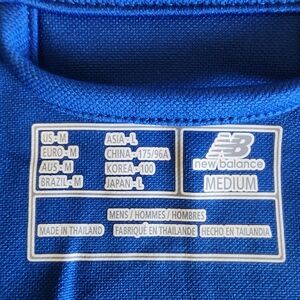 US - M
EURO - M
AUS - M
BRAZIL - M
ASIA - L
CHINA - 175/96A
KOREA - 100
JAPAN - L
NB
new balance
MEDIUM
MENS / HOMMES / HOMBRES
MADE IN THAILAND FABRIQUÉ EN THAÏLANDE HECHO EN TAILANDIA